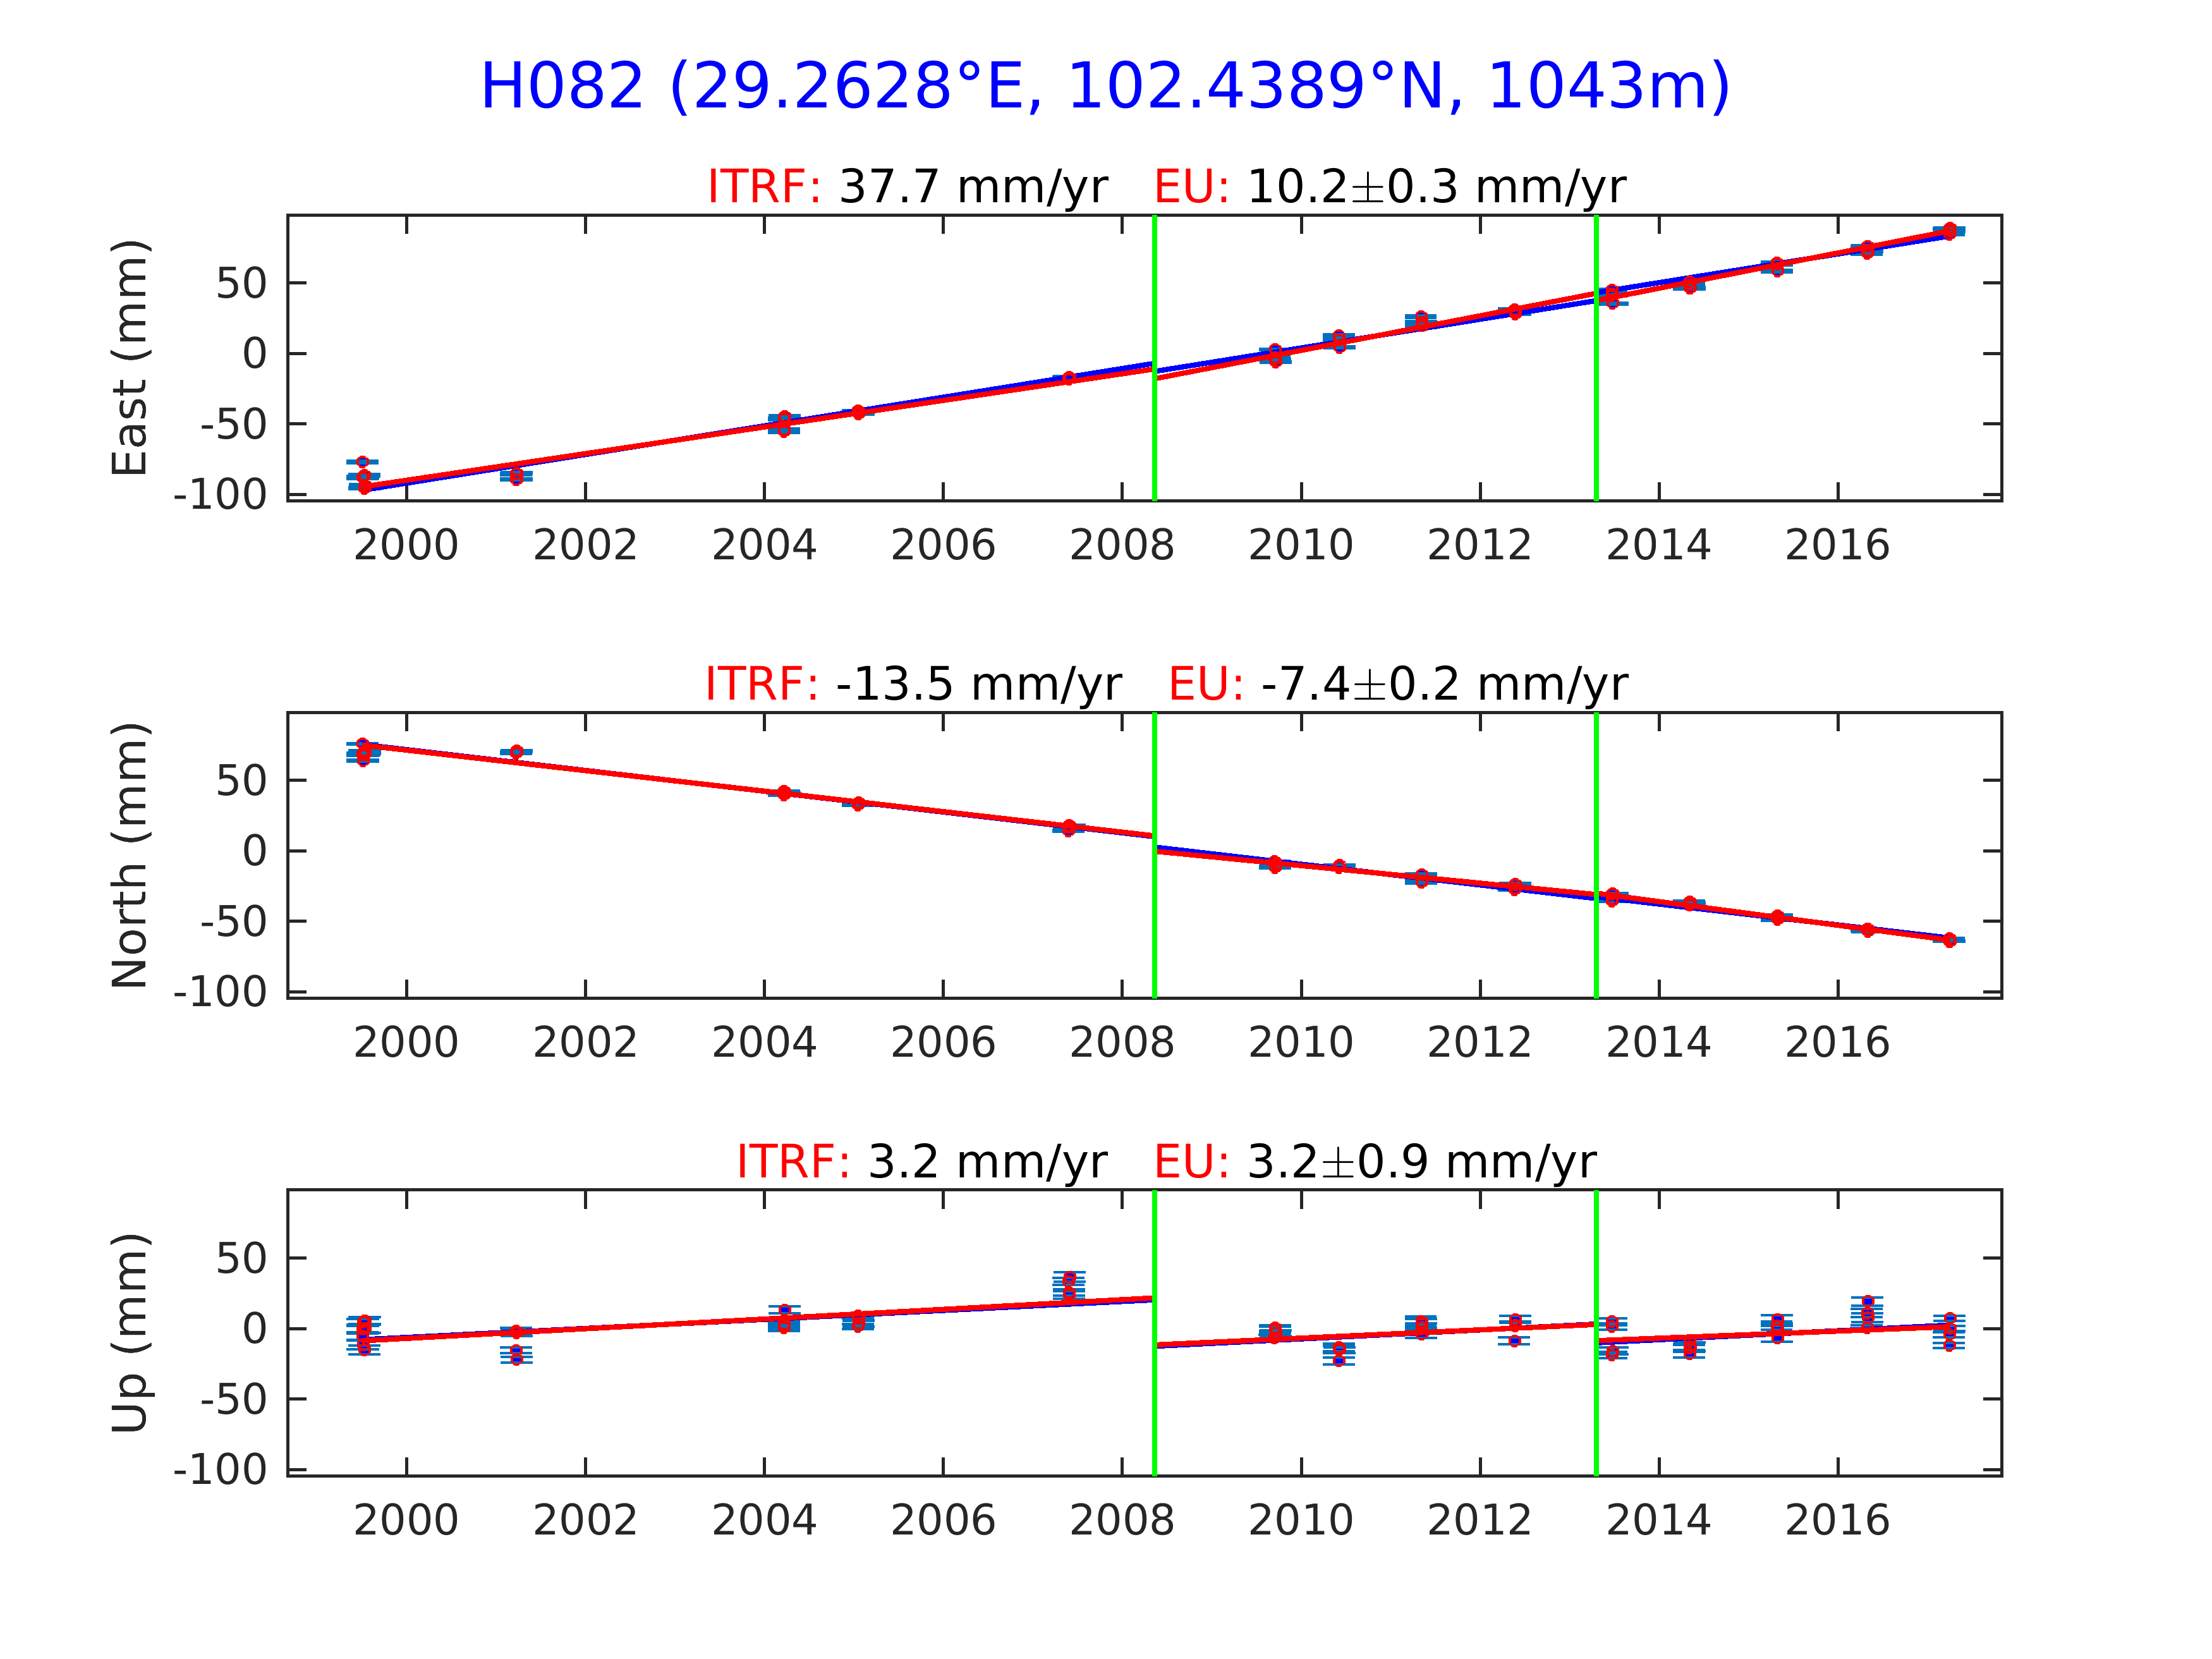 H082 (29.2628°E, 102.4389°N, 1043m)
ITRF: 37.7 mm/yr EU: 10.2±0.3 mm/yr
East (mm)
50
0
-50
-100
2000 2002 2004 2006 2008 2010 2012 2014 2016
ITRF: -13.5 mm/yr EU: -7.4±0.2 mm/yr
North (mm)
50
0
-50
-100
2000 2002 2004 2006 2008 2010 2012 2014 2016
ITRF: 3.2 mm/yr EU: 3.2±0.9 mm/yr
Up (mm)
50
0
-50
-100
2000 2002 2004 2006 2008 2010 2012 2014 2016